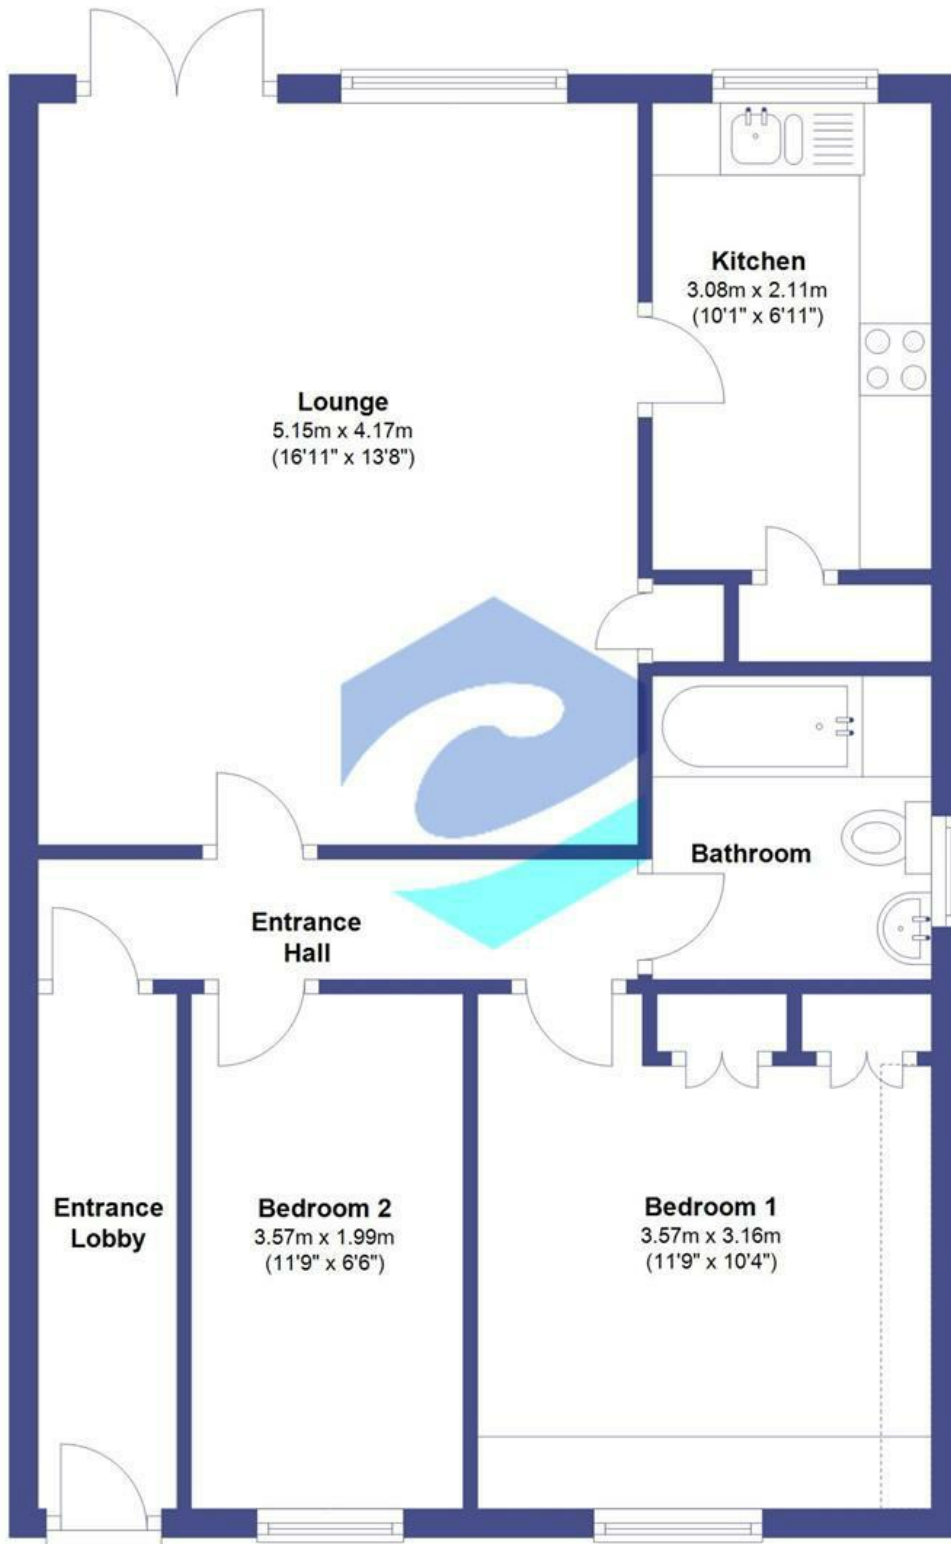 Kitchen
3.08m x 2.11m
(10'1" x 6'11")
Lounge
5.15m x 4.17m
(16'11" x 13'8")
Bathroom
Entrance
Hall
Entrance
Lobby
Bedroom 2
3.57m x 1.99m
(11'9" x 6'6")
Bedroom 1
3.57m x 3.16m
(11'9" x 10'4")